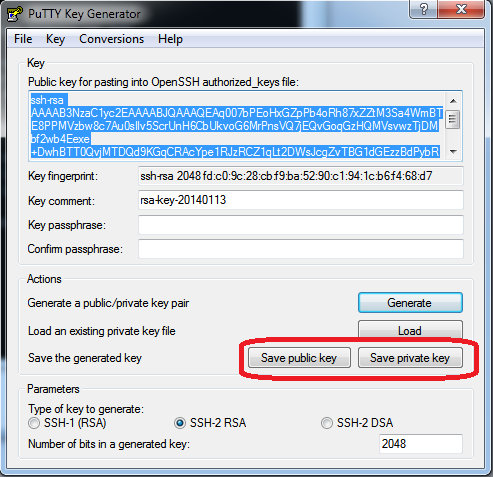 PuTTY Key Generator
File Key Conversions Help
Key
Public key for pasting into OpenSSH authorized_keys file:
ssh-rsa
AAAAB3NzaC1yc2EAAAABJQAAAQEAq007bPEoHxGZpPb4oRh87xZZtM3Sa4WmBT
E8PPMVzbw8c7Au0sIlv5ScrUnH6CbUkvoG6MrPnsVQ7jEQvGoqGzHQMVsvwzTjDM
bf2wb4Eexe
+DwhBTT0QvjMTDQd9KGqCRAcYpe1RJzRCZ1qLt2DWsJcgZvTBG1dGEzzBdPybR
Key fingerprint: ssh-rsa 2048 fd:c0:9c:28:cb:f9:ba:52:90:c1:94:1c:b6:f4:68:d7
Key comment: rsa-key-20140113
Key passphrase:
Confirm passphrase:
Actions
Generate a public/private key pair Generate
Load an existing private key file Load
Save the generated key Save public key Save private key
Parameters
Type of key to generate:
SSH-1 (RSA) SSH-2 RSA SSH-2 DSA
Number of bits in a generated key: 2048